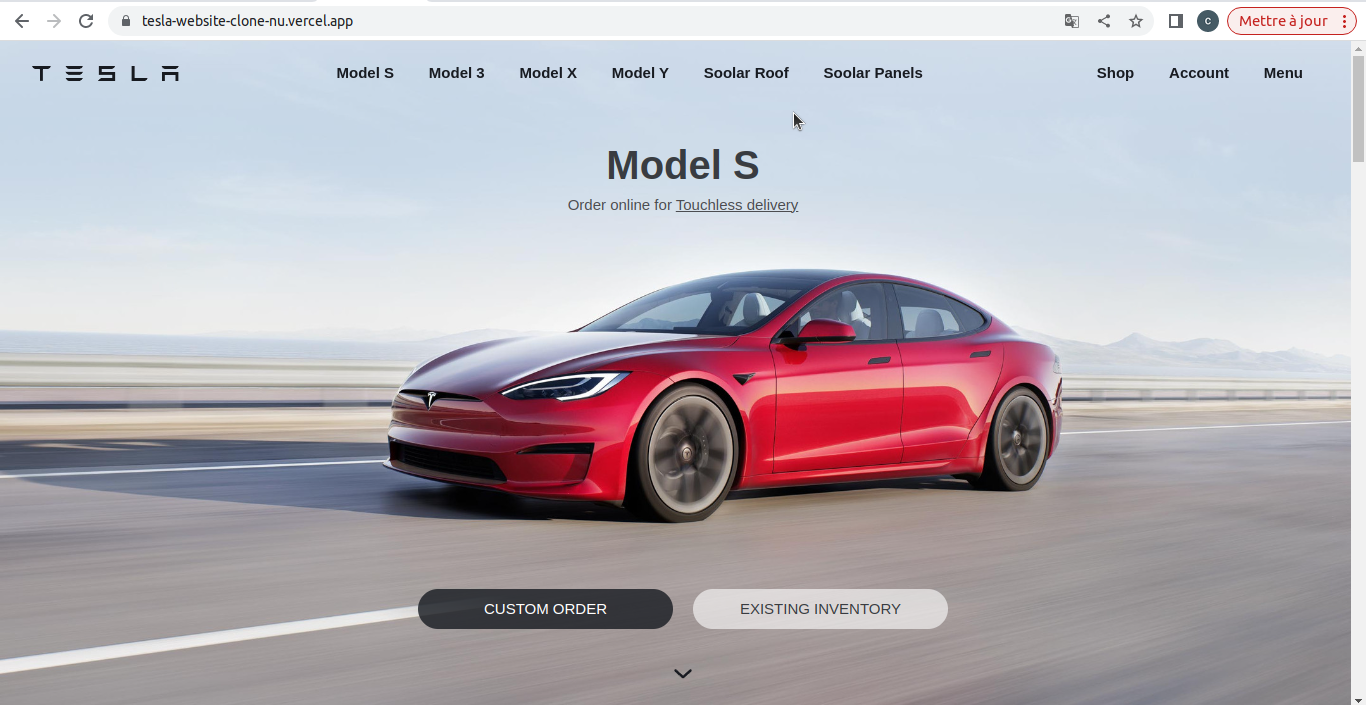 tesla-website-clone-nu.vercel.app
C
Mettre à jour
TESLA
Model S
Model 3
Model X
Model Y
Soolar Roof
Soolar Panels
Shop
Account
Menu
Model S
Order online for Touchless delivery
CUSTOM ORDER
EXISTING INVENTORY